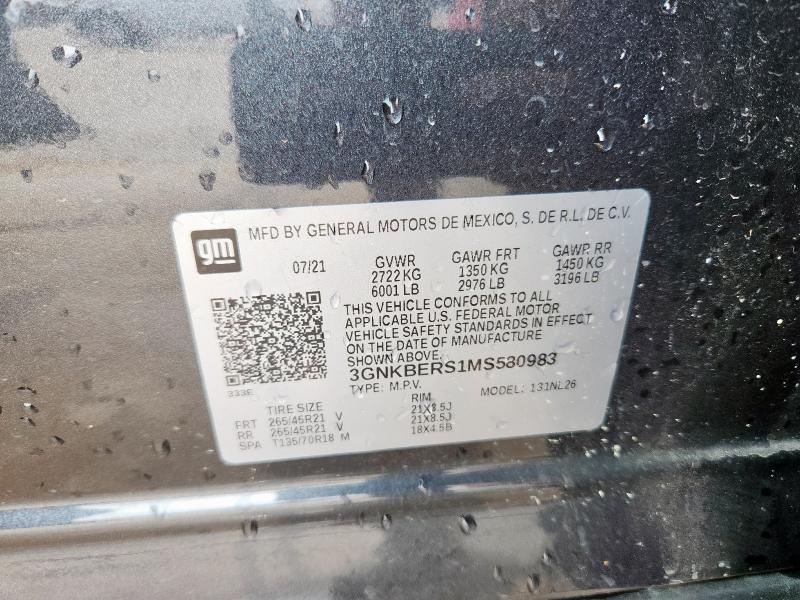 gm
MFD BY GENERAL MOTORS DE MEXICO, S. DE R.L. DE C.V.
07/21 GVWR GAWR FRT GAWR RR
2722 KG 1350 KG 1450 KG
6001 LB 2976 LB 3196 LB
THIS VEHICLE CONFORMS TO ALL
APPLICABLE U.S. FEDERAL MOTOR
VEHICLE SAFETY STANDARDS IN EFFECT
ON THE DATE OF MANUFACTURE
SHOWN ABOVE.
3GNKBERS1MS580983
333E
TYPE: M.P.V. MODEL: 131NL26
TIRE SIZE RIM
FRT 265/45R21 V 21X8.5J
RR 265/45R21 V 21X8.5J
SPA T135/70R18 M 18X4.5B